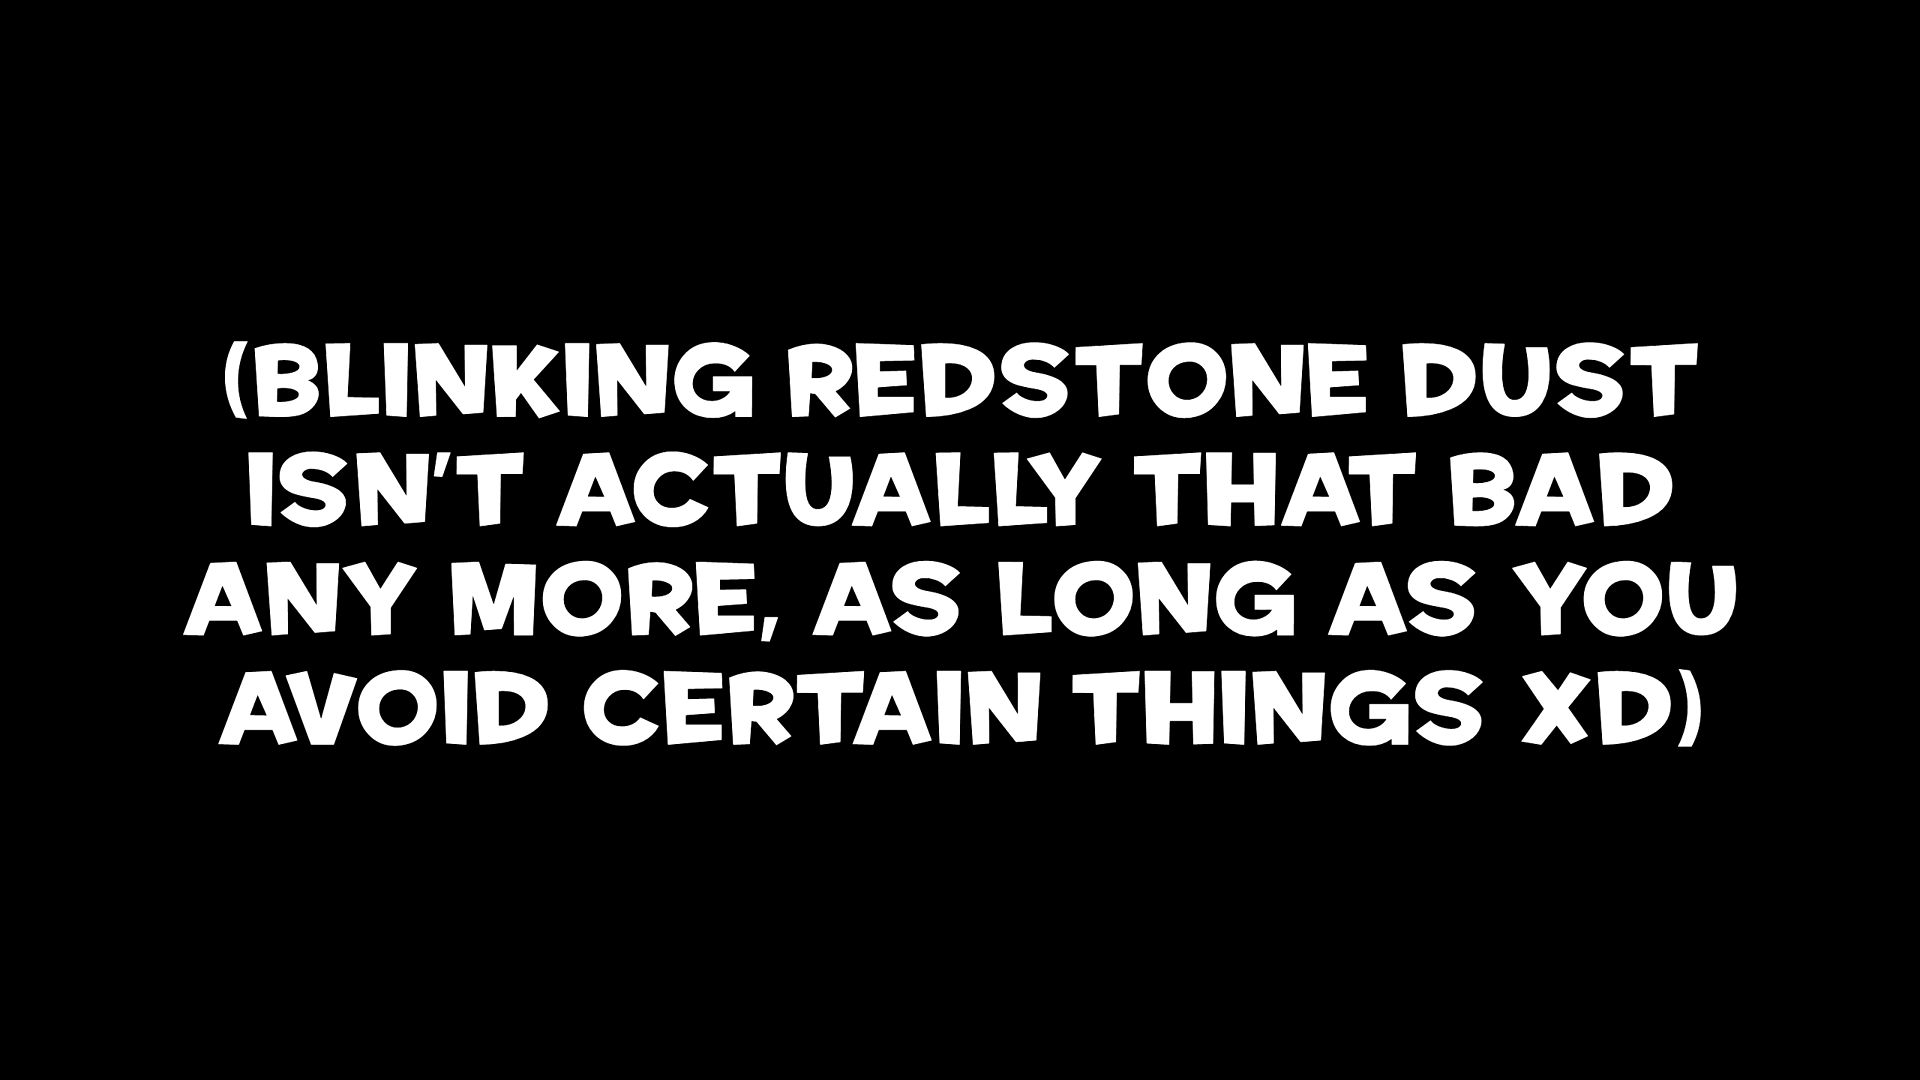 (BLINKING REDSTONE DUST
ISN'T ACTUALLY THAT BAD
ANY MORE, AS LONG AS YOU
AVOID CERTAIN THINGS XD)